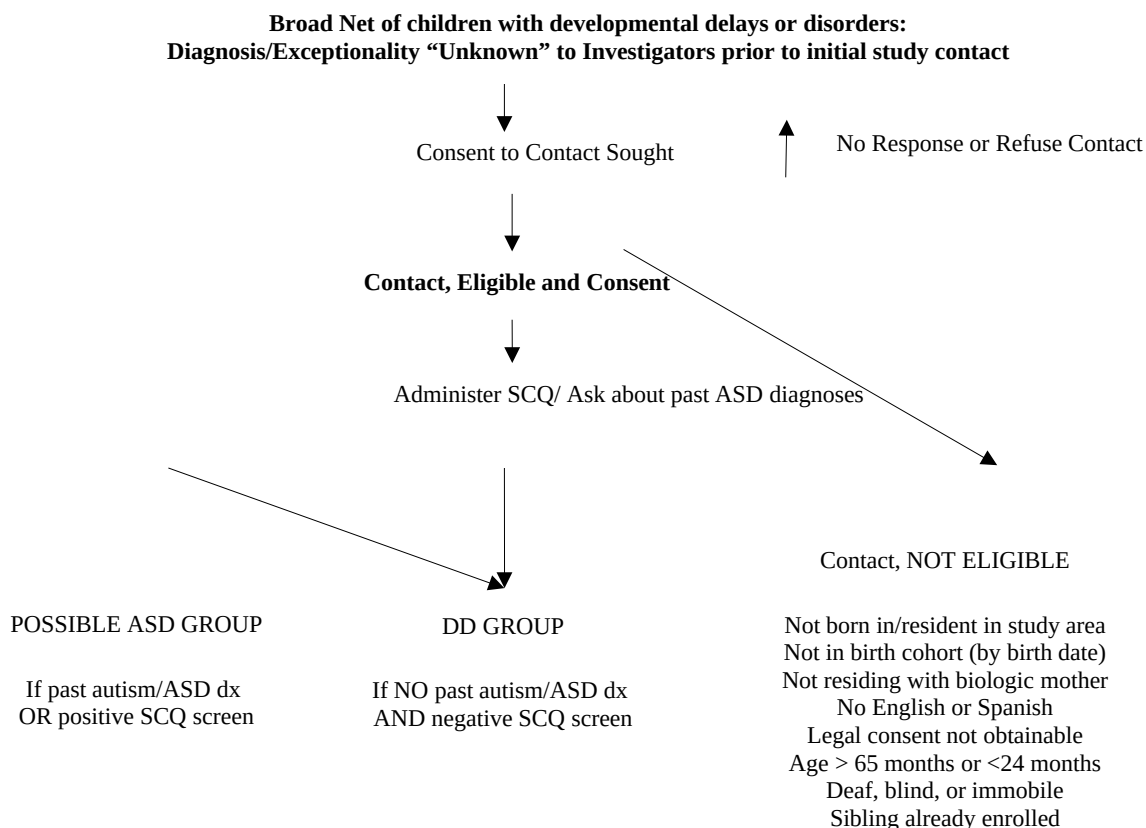 Broad Net of children with developmental delays or disorders:
Diagnosis/Exceptionality “Unknown” to Investigators prior to initial study contact
No Response or Refuse Contact
Consent to Contact Sought
Contact, Eligible and Consent
Administer SCQ/ Ask about past ASD diagnoses
POSSIBLE ASD GROUP
If past autism/ASD dx
OR positive SCQ screen
DD GROUP
If NO past autism/ASD dx
AND negative SCQ screen
Contact, NOT ELIGIBLE
Not born in/resident in study area
Not in birth cohort (by birth date)
Not residing with biologic mother
No English or Spanish
Legal consent not obtainable
Age > 65 months or <24 months
Deaf, blind, or immobile
Sibling already enrolled